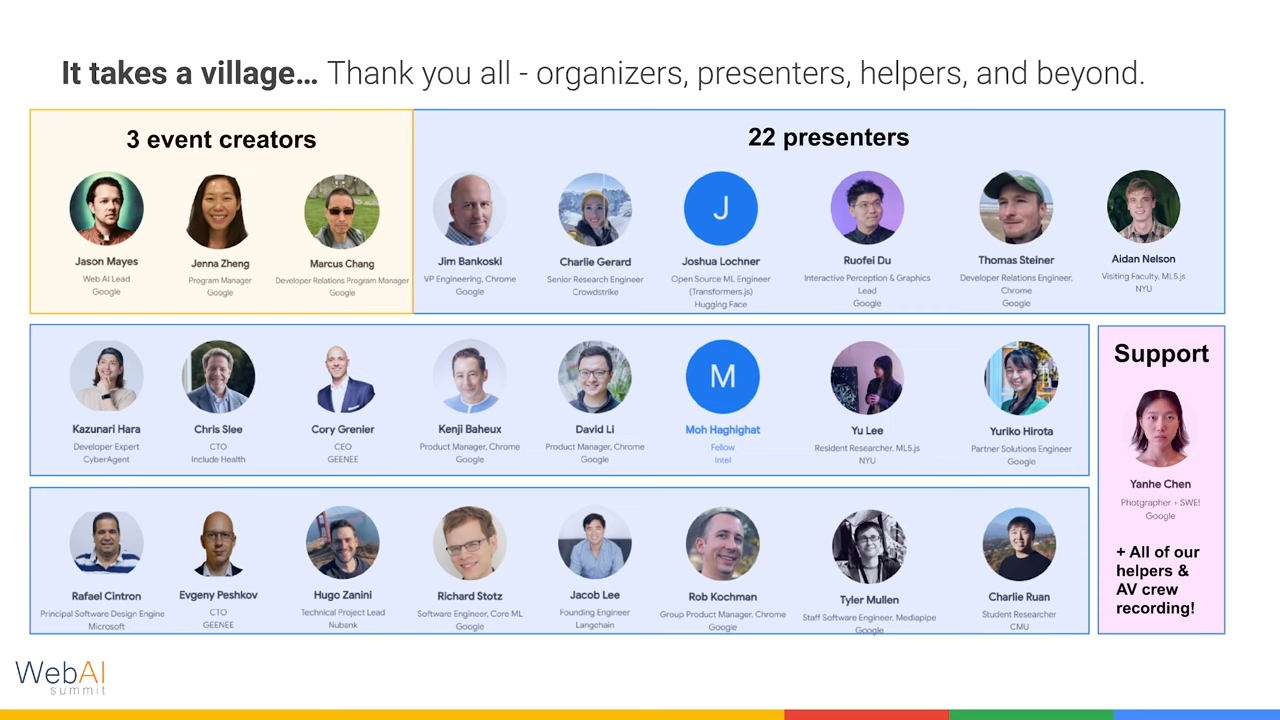 It takes a village… Thank you all - organizers, presenters, helpers, and beyond.
3 event creators
Jason Mayes
Web AI Lead
Google
Jenna Zheng
Program Manager
Google
Marcus Chang
Developer Relations Program Manager
Google
22 presenters
Jim Bankoski
VP Engineering, Chrome
Google
Charlie Gerard
Senior Research Engineer
Crowdstrike
J
Joshua Lochner
Open Source ML Engineer
(Transformers.js)
Hugging Face
Ruofei Du
Interactive Perception & Graphics
Lead
Google
Thomas Steiner
Developer Relations Engineer,
Chrome
Google
Aidan Nelson
Visiting Faculty, ML5.js
NYU
Kazunari Hara
Developer Expert
CyberAgent
Chris Slee
CTO
Include Health
Cory Grenier
CEO
GEENEE
Kenji Baheux
Product Manager, Chrome
Google
David Li
Product Manager, Chrome
Google
M
Moh Haghighat
Fellow
Intel
Yu Lee
Resident Researcher, ML5.js
NYU
Yuriko Hirota
Partner Solutions Engineer
Google
Rafael Cintron
Principal Software Design Engine
Microsoft
Evgeny Peshkov
CTO
GEENEE
Hugo Zanini
Technical Project Lead
Nubank
Richard Stotz
Software Engineer, Core ML
Google
Jacob Lee
Founding Engineer
Langchain
Rob Kochman
Group Product Manager, Chrome
Google
Tyler Mullen
Staff Software Engineer, Mediapipe
Google
Charlie Ruan
Student Researcher
CMU
Support
Yanhe Chen
Photgrapher + SWE!
Google
+ All of our
helpers &
AV crew
recording!
WebAI
summit